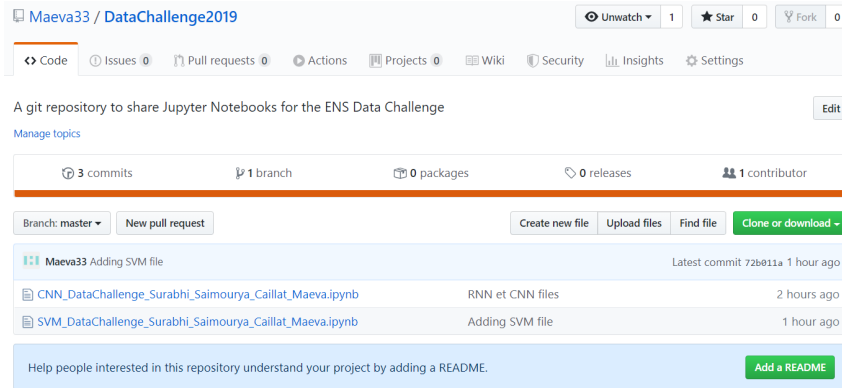 Maeva33 / DataChallenge2019 Unwatch 1 Star 0 Fork 0
Code Issues 0 Pull requests 0 Actions Projects 0 Wiki Security Insights Settings
A git repository to share Jupyter Notebooks for the ENS Data Challenge Edit
Manage topics
3 commits 1 branch 0 packages 0 releases 1 contributor
Branch: master New pull request Create new file Upload files Find file Clone or download
Maeva33 Adding SVM file Latest commit 72b011a 1 hour ago
CNN_DataChallenge_Surabhi_Saimourya_Caillat_Maeva.ipynb RNN et CNN files 2 hours ago
SVM_DataChallenge_Surabhi_Saimourya_Caillat_Maeva.ipynb Adding SVM file 1 hour ago
Help people interested in this repository understand your project by adding a README. Add a README